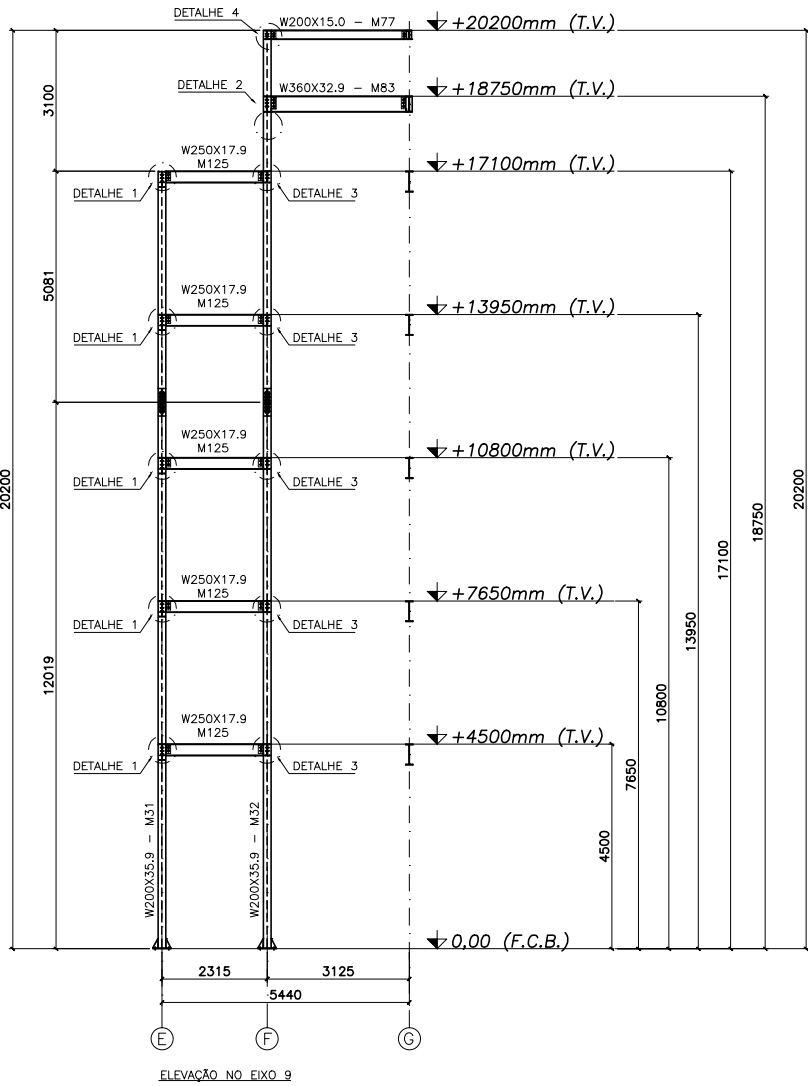 DETALHE 4
W200X15.0 - M77
+20200mm (T.V.)
DETALHE 2
W360X32.9 - M83
+18750mm (T.V.)
3100
W250X17.9
M125
+17100mm (T.V.)
DETALHE 1
DETALHE 3
5081
W250X17.9
M125
+13950mm (T.V.)
DETALHE 1
DETALHE 3
W250X17.9
M125
+10800mm (T.V.)
DETALHE 1
DETALHE 3
20200
20200
18750
17100
13950
W250X17.9
M125
+7650mm (T.V.)
DETALHE 1
DETALHE 3
12019
10800
W250X17.9
M125
+4500mm (T.V.)
DETALHE 1
DETALHE 3
7650
4500
W200X35.9 - M31
W200X35.9 - M32
0,00 (F.C.B.)
2315
3125
5440
E
F
G
ELEVAÇÃO NO EIXO 9